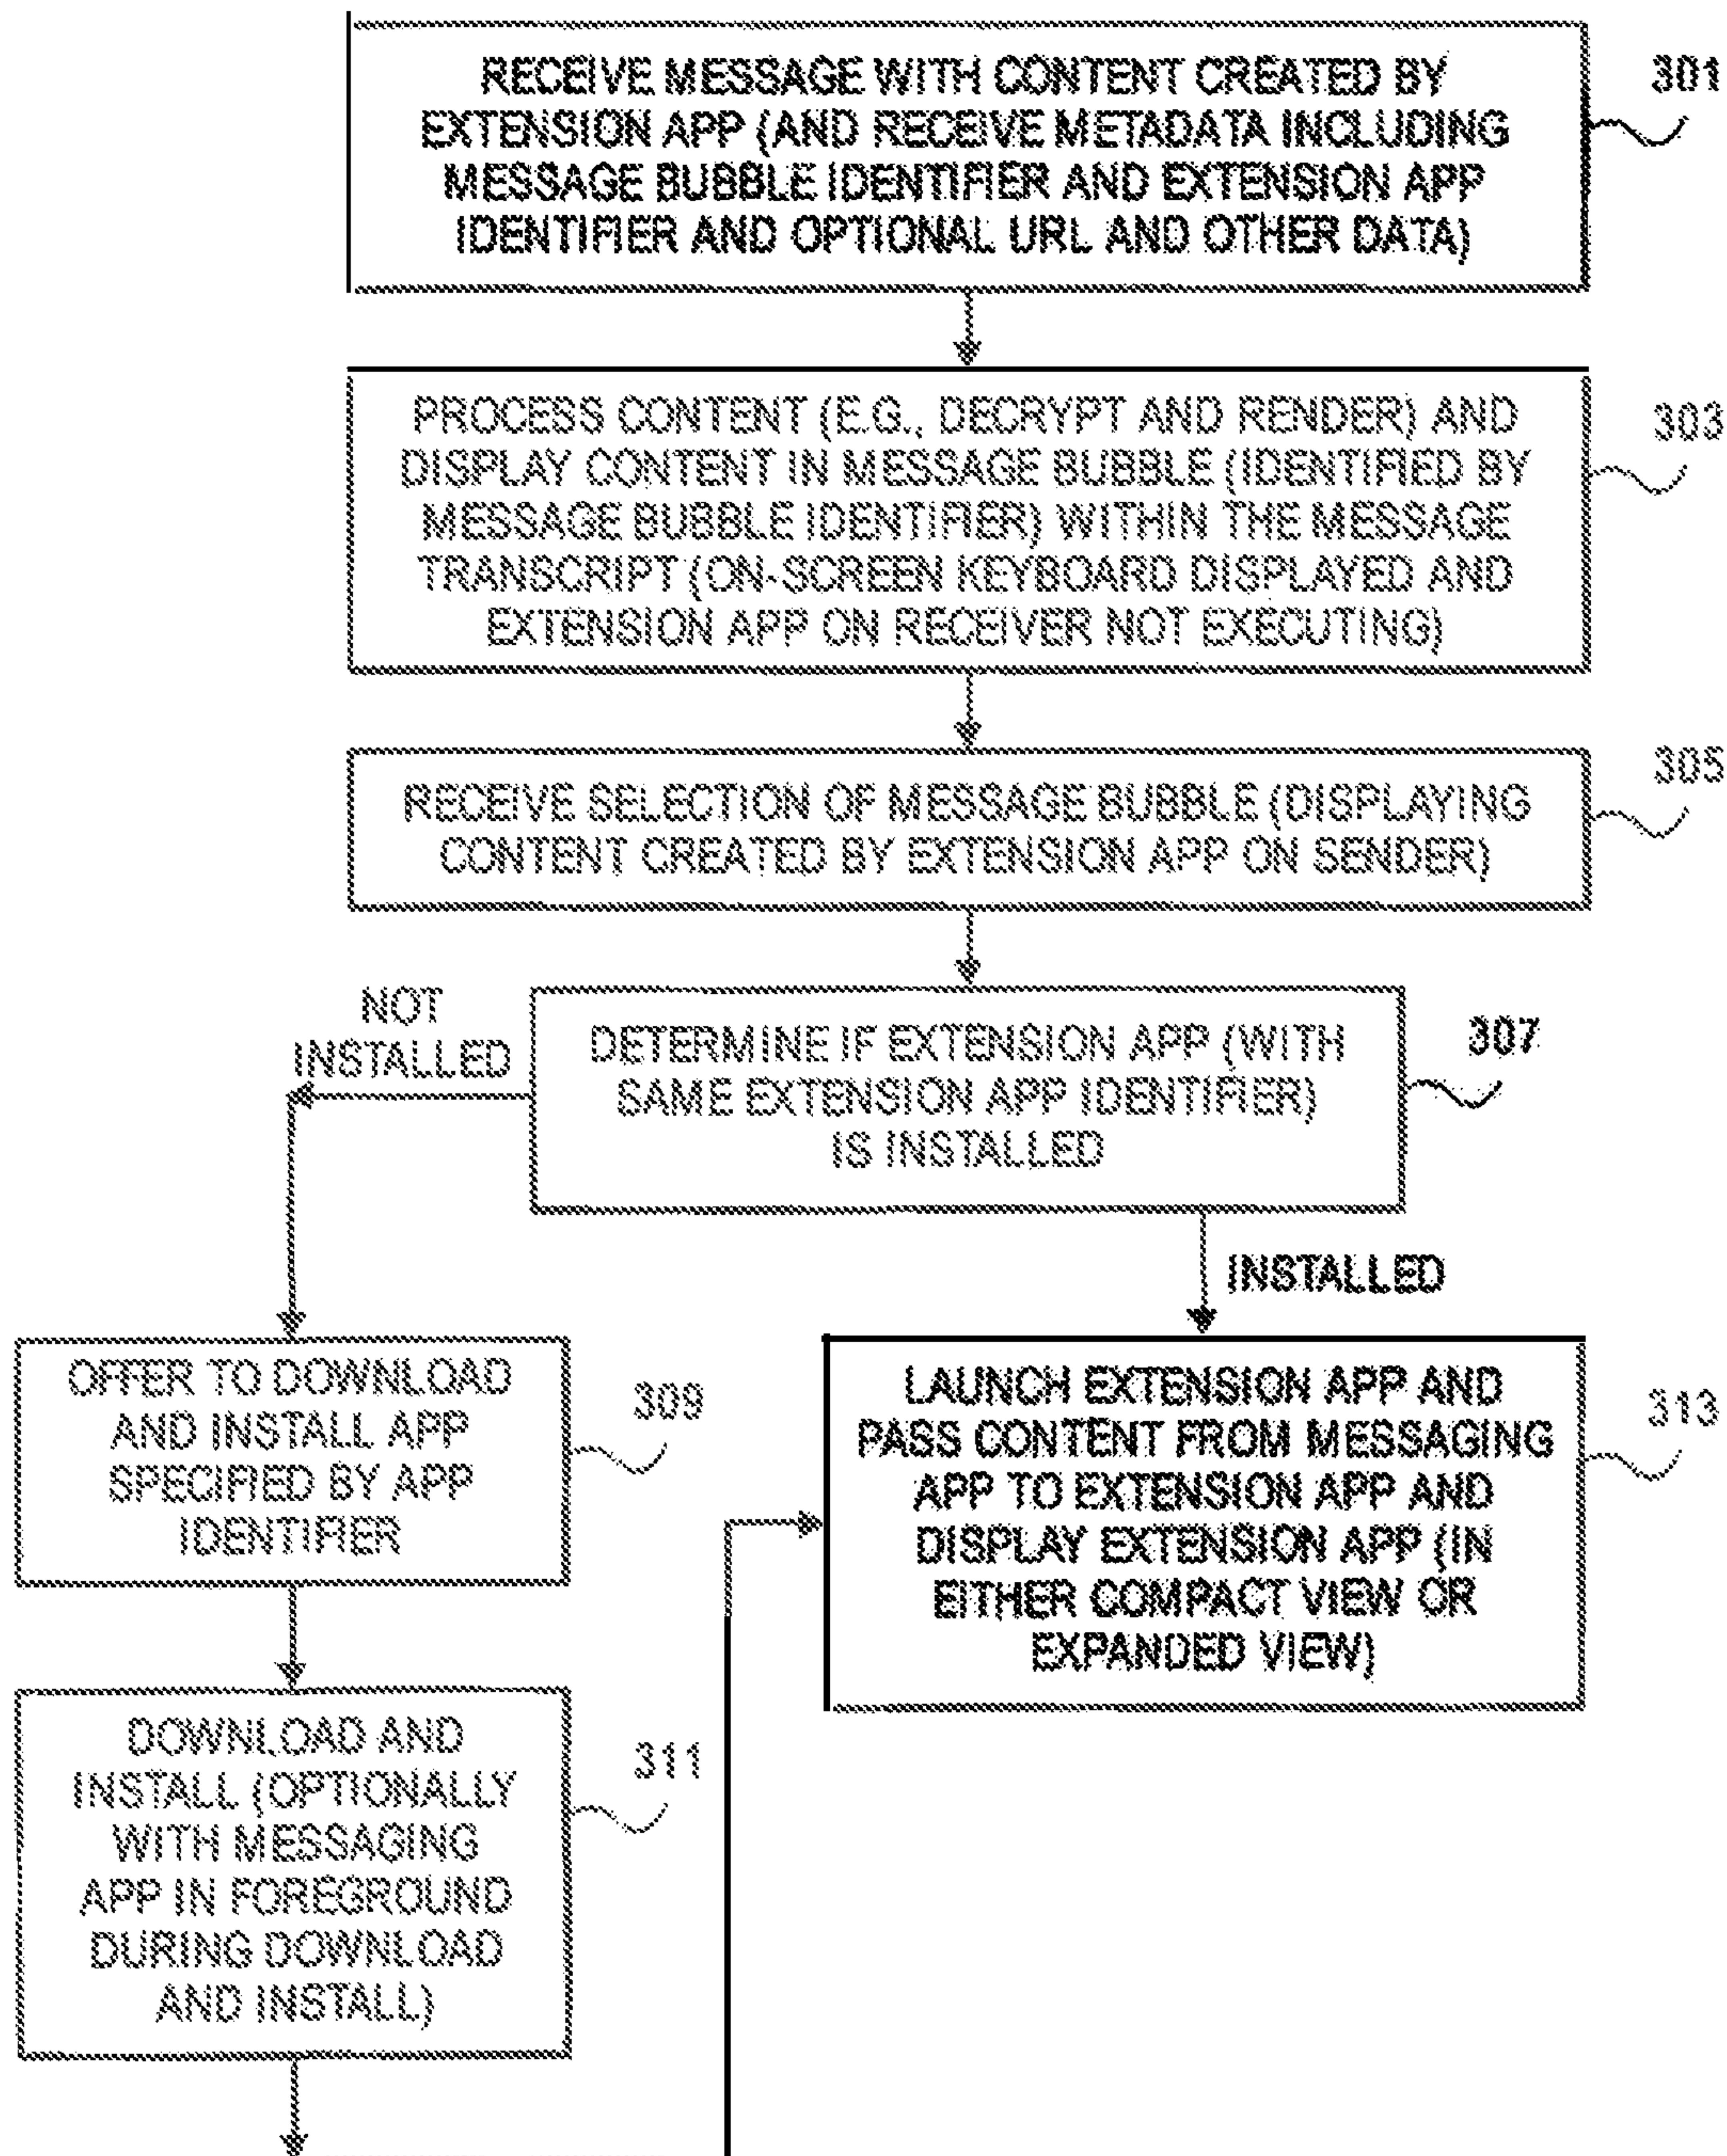 RECEIVE MESSAGE WITH CONTENT CREATED BY
EXTENSION APP (AND RECEIVE METADATA INCLUDING
MESSAGE BUBBLE IDENTIFIER AND EXTENSION APP
IDENTIFIER AND OPTIONAL URL AND OTHER DATA)
301
PROCESS CONTENT (E.G., DECRYPT AND RENDER) AND
DISPLAY CONTENT IN MESSAGE BUBBLE (IDENTIFIED BY
MESSAGE BUBBLE IDENTIFIER) WITHIN THE MESSAGE
TRANSCRIPT (ON-SCREEN KEYBOARD DISPLAYED AND
EXTENSION APP ON RECEIVER NOT EXECUTING)
303
RECEIVE SELECTION OF MESSAGE BUBBLE (DISPLAYING
CONTENT CREATED BY EXTENSION APP ON SENDER)
305
DETERMINE IF EXTENSION APP (WITH
SAME EXTENSION APP IDENTIFIER)
IS INSTALLED
307
NOT
INSTALLED
INSTALLED
OFFER TO DOWNLOAD
AND INSTALL APP
SPECIFIED BY APP
IDENTIFIER
309
LAUNCH EXTENSION APP AND
PASS CONTENT FROM MESSAGING
APP TO EXTENSION APP AND
DISPLAY EXTENSION APP (IN
EITHER COMPACT VIEW OR
EXPANDED VIEW)
313
DOWNLOAD AND
INSTALL (OPTIONALLY
WITH MESSAGING
APP IN FOREGROUND
DURING DOWNLOAD
AND INSTALL)
311